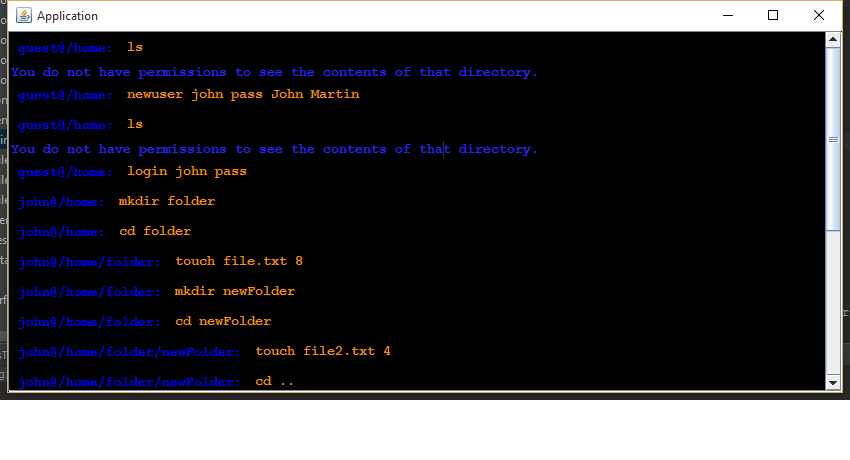 Application
guest@/home: ls
You do not have permissions to see the contents of that directory.
guest@/home: newuser john pass John Martin
guest@/home: ls
You do not have permissions to see the contents of that directory.
guest@/home: login john pass
john@/home: mkdir folder
john@/home: cd folder
john@/home/folder: touch file.txt 8
john@/home/folder: mkdir newFolder
john@/home/folder: cd newFolder
john@/home/folder/newFolder: touch file2.txt 4
john@/home/folder/newFolder: cd ..